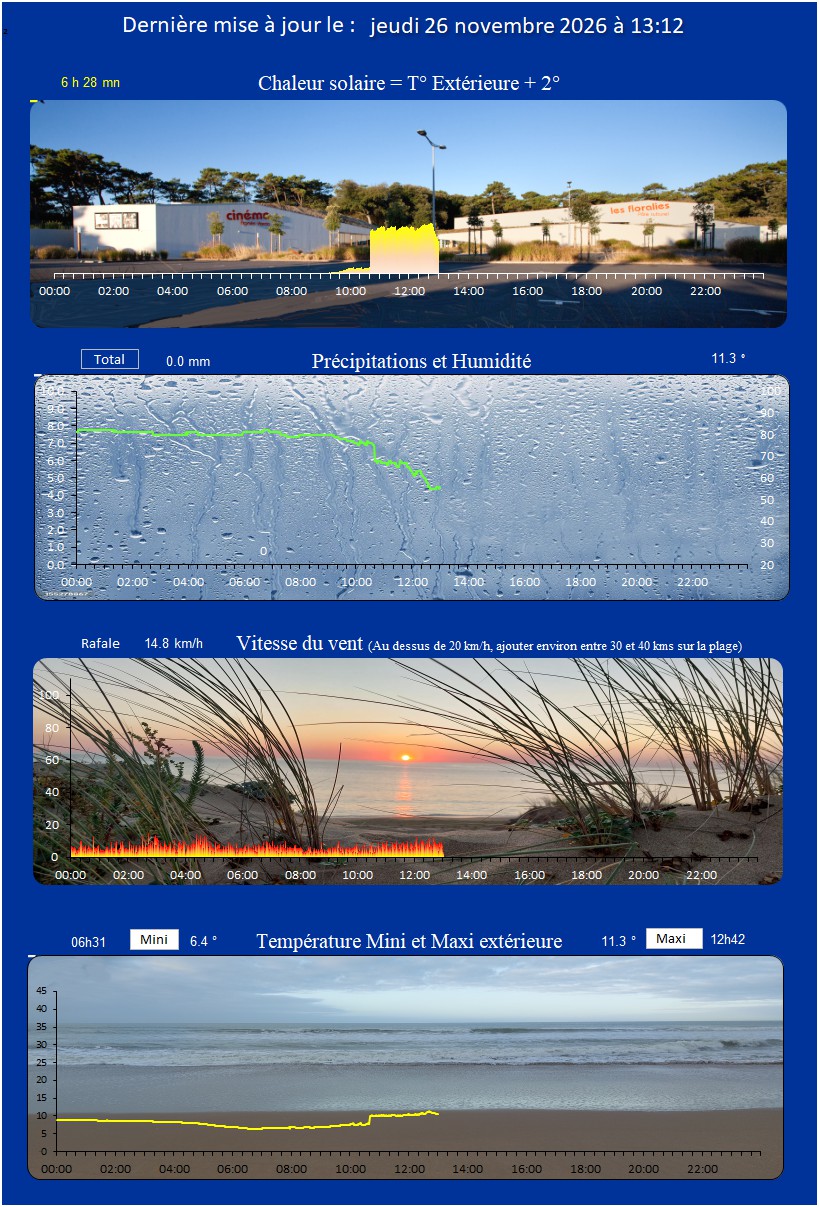 Dernière mise à jour le : jeudi 26 novembre 2026 à 13:12
6 h 28 mn
Chaleur solaire = T° Extérieure + 2°
cinéma
les floralies
00:00 02:00 04:00 06:00 08:00 10:00 12:00 14:00 16:00 18:00 20:00 22:00
Total 0.0 mm Précipitations et Humidité 11.3 °
10.0 100
9.0 90
8.0 80
7.0 70
6.0 60
5.0 50
4.0 40
3.0 30
2.0 20
1.0
0.0
0
00:00 02:00 04:00 06:00 08:00 10:00 12:00 14:00 16:00 18:00 20:00 22:00
Rafale 14.8 km/h Vitesse du vent (Au dessus de 20 km/h, ajouter environ entre 30 et 40 kms sur la plage)
100
80
60
40
20
0
00:00 02:00 04:00 06:00 08:00 10:00 12:00 14:00 16:00 18:00 20:00 22:00
06h31 Mini 6.4 ° Température Mini et Maxi extérieure 11.3 ° Maxi 12h42
45
40
35
30
25
20
15
10
5
0
00:00 02:00 04:00 06:00 08:00 10:00 12:00 14:00 16:00 18:00 20:00 22:00